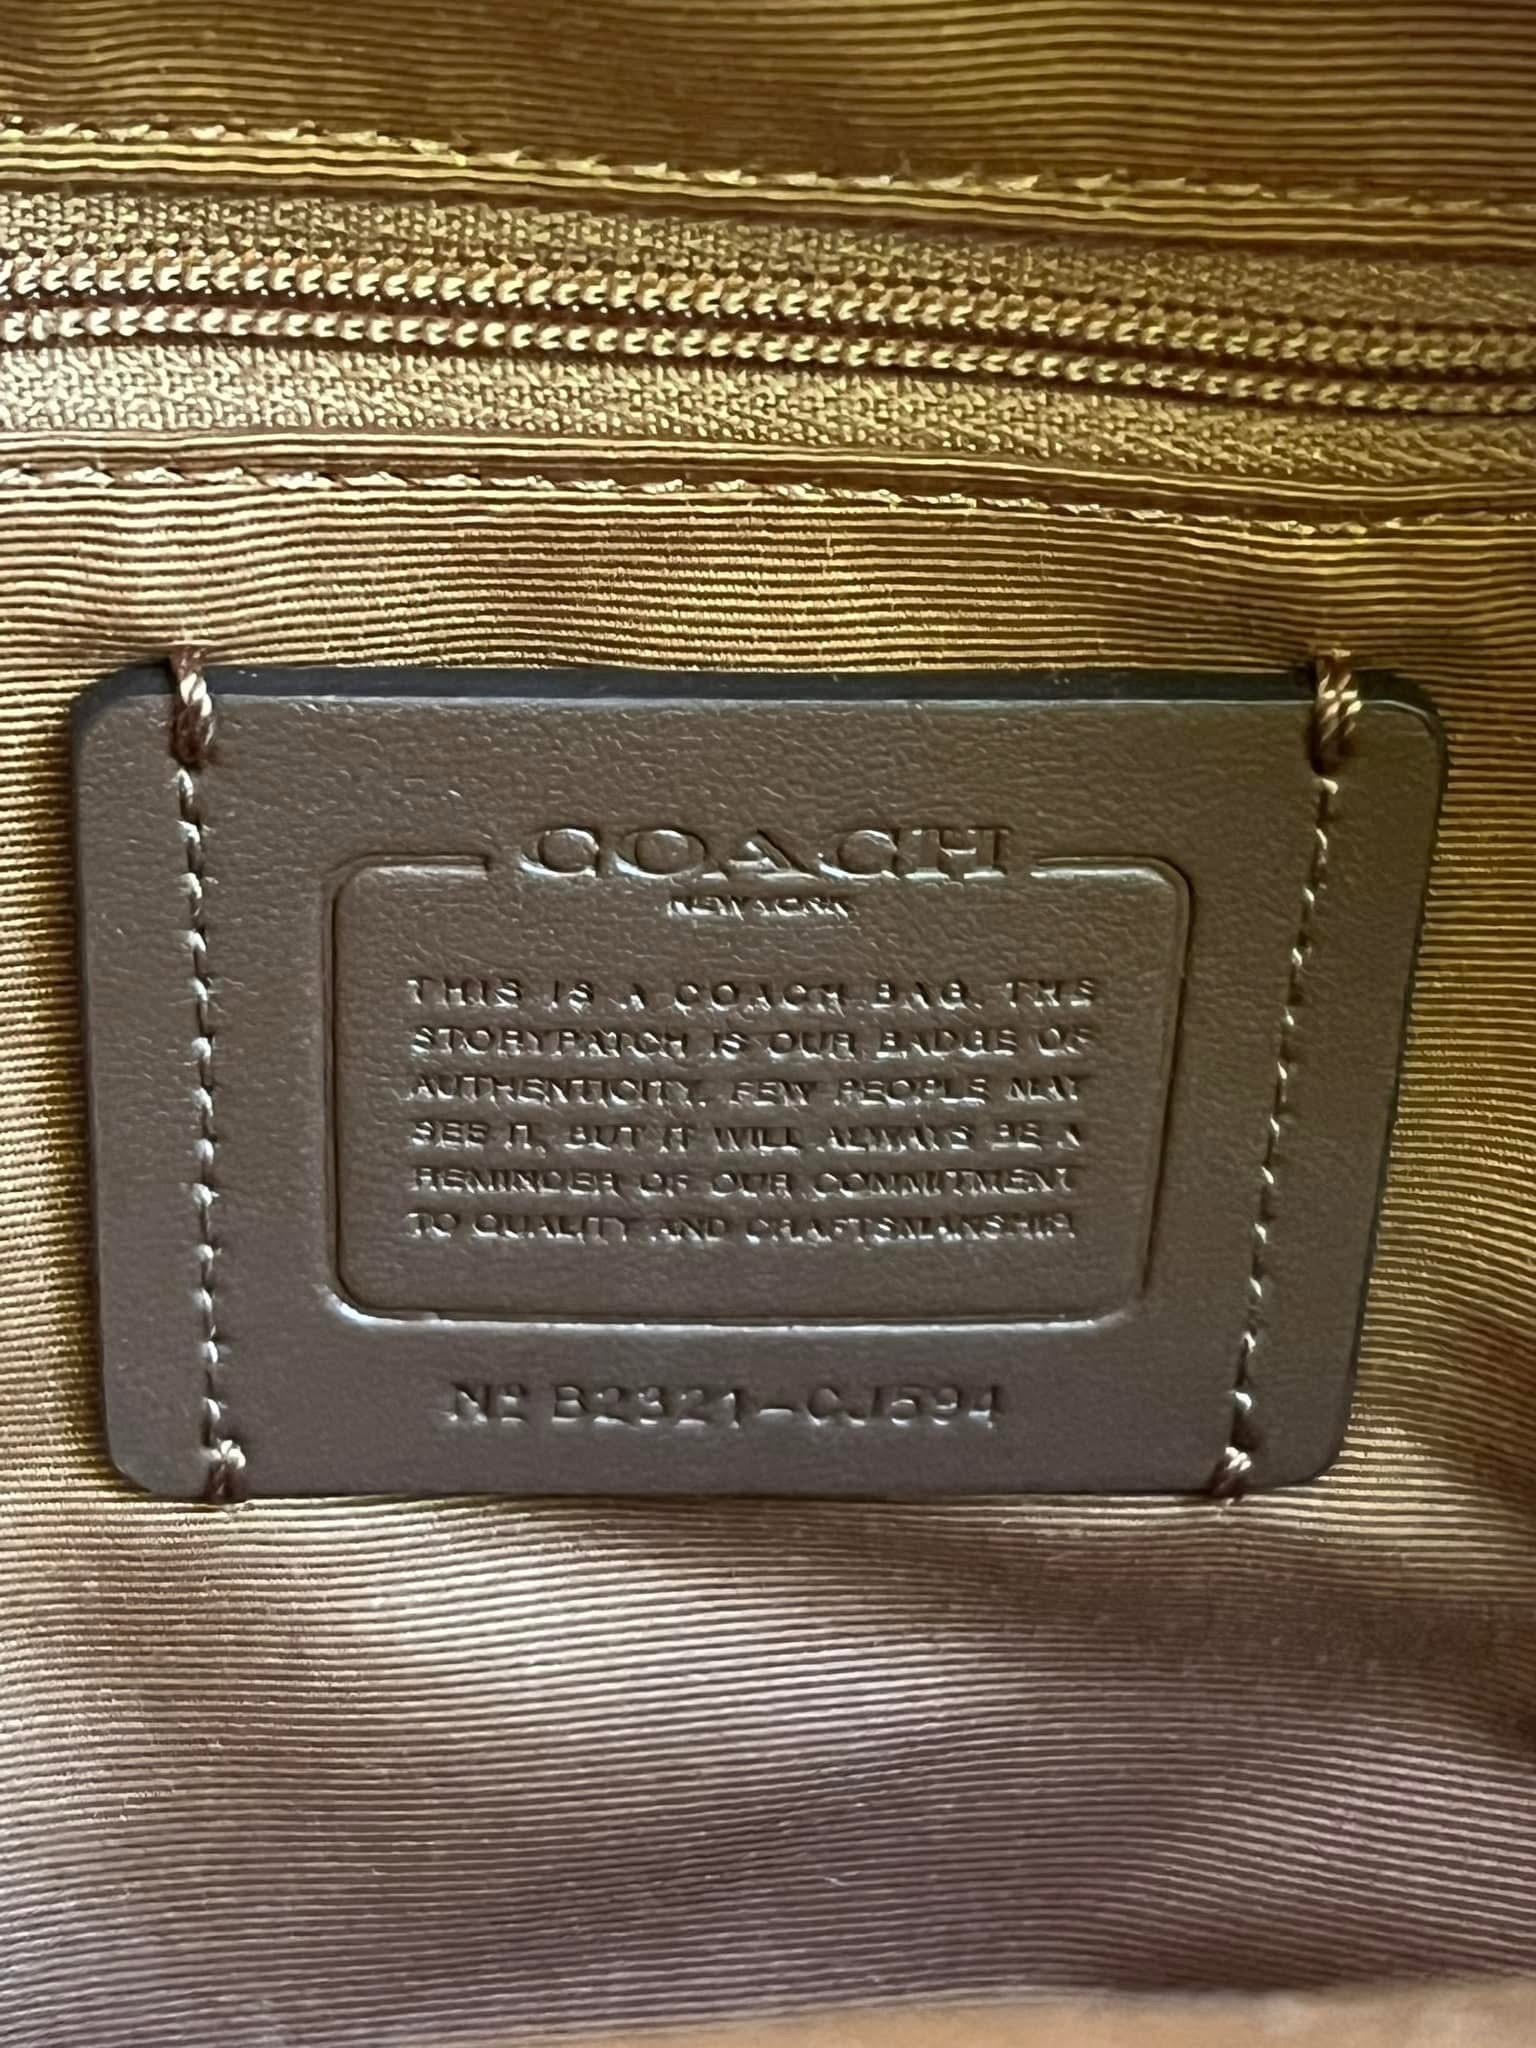 COACH
NEW YORK
THIS IS A COACH BAG. THE
STORYPATCH IS OUR BADGE OF
AUTHENTICITY. FEW PEOPLE MAY
SEE IT, BUT IT WILL ALWAYS BE A
REMINDER OF OUR COMMITMENT
TO QUALITY AND CRAFTSMANSHIP.
Nº B2321-CJ594